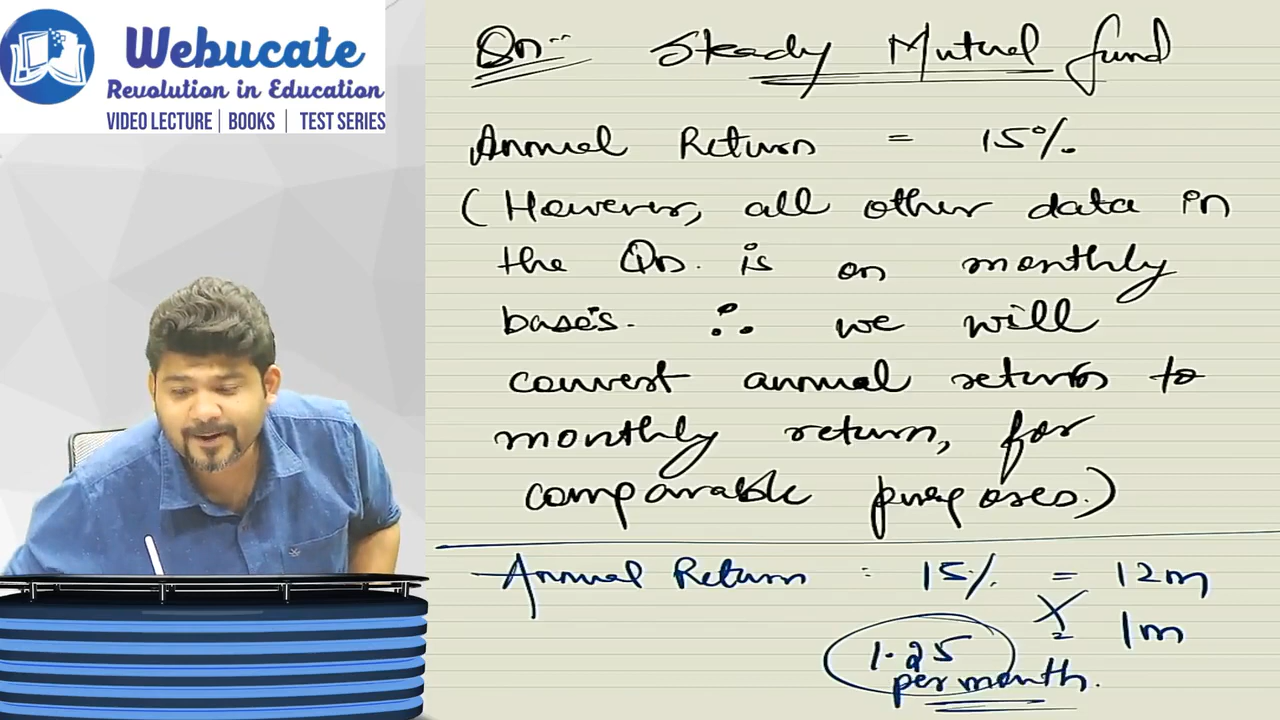 Webucate
Revolution in Education
VIDEO LECTURE | BOOKS | TEST SERIES
Qn:- Steady Mutual fund
Annual Return = 15%.
(However, all other data in
the Qn. is on monthly
basis. ∴ we will
convert annual return to
monthly return, for
comparable purposes.)
Annual Return : 15% = 12m
1m
1.25
per month.